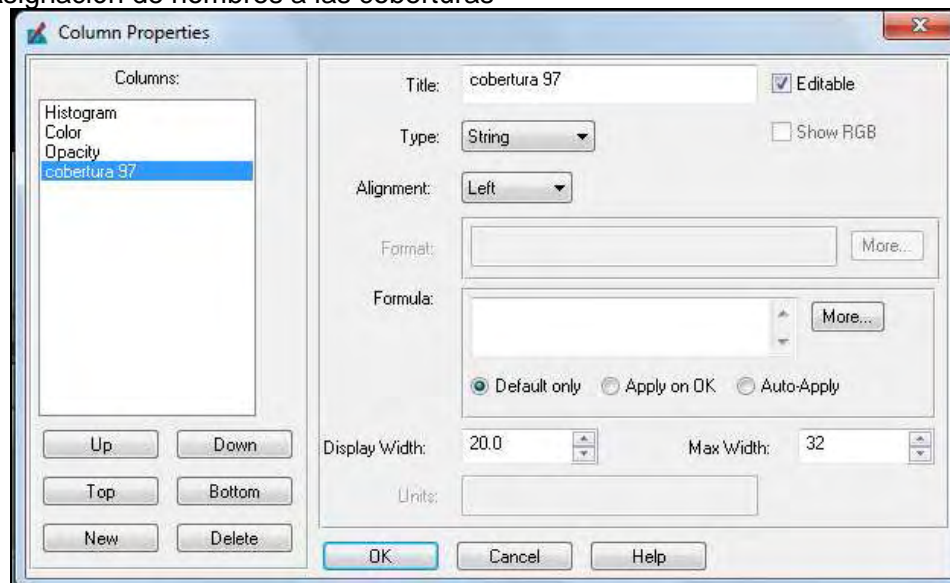 asignación de nombres a las coberturas
Column Properties
Columns:
Histogram
Color
Opacity
cobertura 97
Up Down
Top Bottom
New Delete
Title: cobertura 97 Editable
Type: String Show RGB
Alignment: Left
Format: More...
Formula: More...
Default only Apply on OK Auto-Apply
Display Width: 20.0 Max Width: 32
Units:
OK Cancel Help